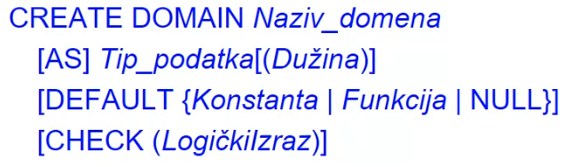 CREATE DOMAIN Naziv_domena
[AS] Tip_podatka[(Dužina)]
[DEFAULT {Konstanta | Funkcija | NULL}]
[CHECK (LogičkiIzraz)]